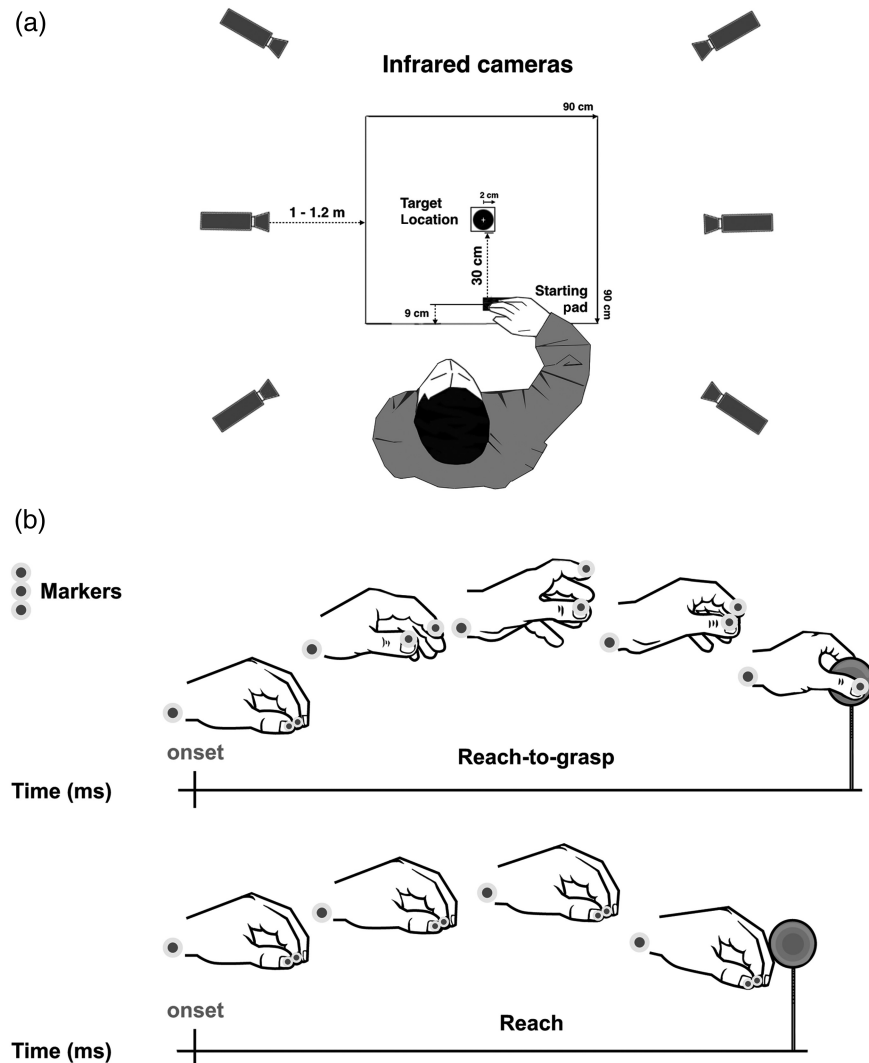 (a)
Infrared cameras
90 cm
2 cm
Target
Location
1 - 1.2 m
30 cm
Starting
pad
9 cm
90 cm
(b)
Markers
onset
Reach-to-grasp
Time (ms)
onset
Reach
Time (ms)